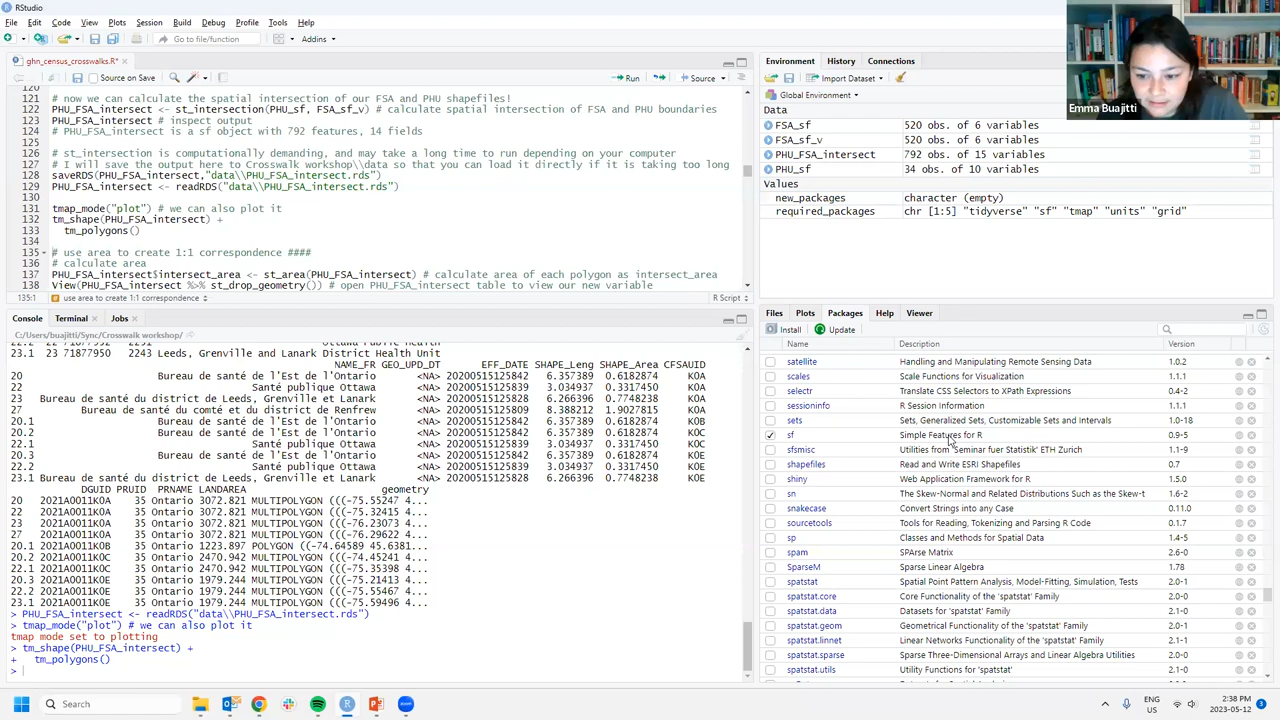 RStudio
File Edit Code View Plots Session Build Debug Profile Tools Help
Go to file/function Addins
ghn_census_crosswalks.R*
Source on Save Run Source
120
121 # now we can calculate the spatial intersection of our FSA and PHU shapefiles!
122 PHU_FSA_intersect <- st_intersection(PHU_sf, FSA_sf_v) # calculate spatial intersection of FSA and PHU boundaries
123 PHU_FSA_intersect # inspect output
124 # PHU_FSA_intersect is a sf object with 792 features, 14 fields
125
126 # st_intersection is computationally demanding, and may take a long time to run depending on your computer
127 # I will save the output here to Crosswalk workshop\\data so that you can load it directly if it is taking too long
128 saveRDS(PHU_FSA_intersect,"data\\PHU_FSA_intersect.rds")
129 PHU_FSA_intersect <- readRDS("data\\PHU_FSA_intersect.rds")
130
131 tmap_mode("plot") # we can also plot it
132 tm_shape(PHU_FSA_intersect) +
133 tm_polygons()
134
135 # use area to create 1:1 correspondence ####
136 # calculate area
137 PHU_FSA_intersect$intersect_area <- st_area(PHU_FSA_intersect) # calculate area of each polygon as intersect_area
138 View(PHU_FSA_intersect %>% st_drop_geometry()) # open PHU_FSA_intersect table to view our new variable
135:1 use area to create 1:1 correspondence R Script
Console Terminal Jobs
C:/Users/buajitti/Sync/Crosswalk workshop/
23.1 23 71877950 2243 Leeds, Grenville and Lanark District Health Unit
NAME_FR GEO_UPD_DT EFF_DATE SHAPE_Leng SHAPE_Area CFSAUID
20 Bureau de santé de l'Est de l'Ontario <NA> 20200515125842 6.357389 0.6182874 K0A
22 Santé publique Ottawa <NA> 20200515125839 3.034937 0.3317450 K0A
23 Bureau de santé du district de Leeds, Grenville et Lanark <NA> 20200515125839 6.266396 0.7748238 K0A
27 Bureau de santé du comté et du district de Renfrew <NA> 20200515125809 8.388212 1.9027815 K0A
20.1 Bureau de santé de l'Est de l'Ontario <NA> 20200515125842 6.357389 0.6182874 K0B
20.2 Bureau de santé de l'Est de l'Ontario <NA> 20200515125842 6.357389 0.6182874 K0C
22.1 Santé publique Ottawa <NA> 20200515125839 3.034937 0.3317450 K0C
20.3 Bureau de santé de l'Est de l'Ontario <NA> 20200515125842 6.357389 0.6182874 K0E
22.2 Santé publique Ottawa <NA> 20200515125839 3.034937 0.3317450 K0E
23.1 Bureau de santé du district de Leeds, Grenville et Lanark <NA> 20200515125839 6.266396 0.7748238 K0E
DGUID PRUID PRNAME LANDAREA geometry
20 2021A0011K0A 35 Ontario 3072.821 MULTIPOLYGON (((-75.55247 4...
22 2021A0011K0A 35 Ontario 3072.821 MULTIPOLYGON (((-75.32415 4...
23 2021A0011K0A 35 Ontario 3072.821 MULTIPOLYGON (((-76.23073 4...
27 2021A0011K0A 35 Ontario 3072.821 MULTIPOLYGON (((-76.29622 4...
20.1 2021A0011K0B 35 Ontario 1223.897 POLYGON ((-74.64589 45.6381...
20.2 2021A0011K0C 35 Ontario 2470.942 MULTIPOLYGON (((-74.45241 4...
22.1 2021A0011K0C 35 Ontario 2470.942 MULTIPOLYGON (((-75.35398 4...
20.3 2021A0011K0E 35 Ontario 1979.244 MULTIPOLYGON (((-75.21413 4...
22.2 2021A0011K0E 35 Ontario 1979.244 MULTIPOLYGON (((-75.55467 4...
23.1 2021A0011K0E 35 Ontario 1979.244 MULTIPOLYGON (((-75.59496 4...
> PHU_FSA_intersect <- readRDS("data\\PHU_FSA_intersect.rds")
> tmap_mode("plot") # we can also plot it
tmap mode set to plotting
> tm_shape(PHU_FSA_intersect) +
+ tm_polygons()
>
Environment History Connections
Import Dataset
Global Environment
Data
FSA_sf 520 obs. of 6 variables
FSA_sf_v 520 obs. of 6 variables
PHU_FSA_intersect 792 obs. of 15 variables
PHU_sf 34 obs. of 10 variables
Values
new_packages character (empty)
required_packages chr [1:5] "tidyverse" "sf" "tmap" "units" "grid"
Emma Buajitti
Files Plots Packages Help Viewer
Install Update
Name Description Version
satellite Handling and Manipulating Remote Sensing Data 1.0.2
scales Scale Functions for Visualization 1.1.1
selectr Translate CSS Selectors to XPath Expressions 0.4-2
sessioninfo R Session Information 1.1.1
sets Sets, Generalized Sets, Customizable Sets and Intervals 1.0-18
sf Simple Features for R 0.9-5
sfsmisc Utilities from 'Seminar fuer Statistik' ETH Zurich 1.1-9
shapefiles Read and Write ESRI Shapefiles 0.7
shiny Web Application Framework for R 1.5.0
sn The Skew-Normal and Related Distributions Such as the Skew-t 1.6-2
snakecase Convert Strings into any Case 0.11.0
sourcetools Tools for Reading, Tokenizing and Parsing R Code 0.1.7
sp Classes and Methods for Spatial Data 1.4-5
spam SPArse Matrix 2.6-0
SparseM Sparse Linear Algebra 1.78
spatstat Spatial Point Pattern Analysis, Model-Fitting, Simulation, Tests 2.0-1
spatstat.core Core Functionality of the 'spatstat' Family 2.0-0
spatstat.data Datasets for 'spatstat' Family 2.1-0
spatstat.geom Geometrical Functionality of the 'spatstat' Family 2.0-1
spatstat.linnet Linear Networks Functionality of the 'spatstat' Family 2.1-1
spatstat.sparse Sparse Three-Dimensional Arrays and Linear Algebra Utilities 2.0-0
spatstat.utils Utility Functions for 'spatstat' 2.1-0
Search
ENG
US
2:38 PM
2023-05-12
3